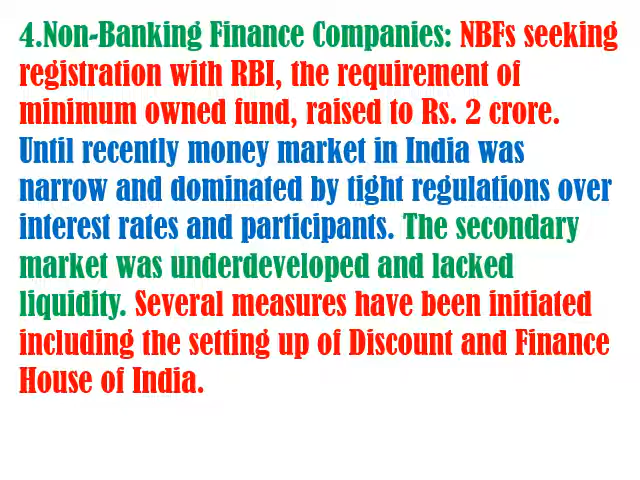 4.Non-Banking Finance Companies: NBFs seeking
registration with RBI, the requirement of
minimum owned fund, raised to Rs. 2 crore.
Until recently money market in India was
narrow and dominated by tight regulations over
interest rates and participants. The secondary
market was underdeveloped and lacked
liquidity. Several measures have been initiated
including the setting up of Discount and Finance
House of India.